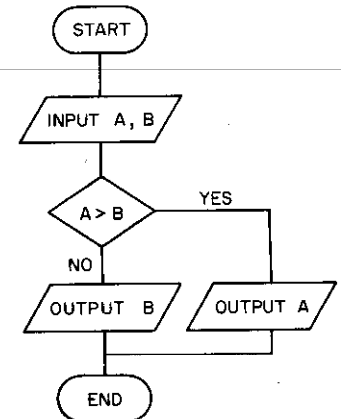 START
INPUT A, B
A > B
YES
NO
OUTPUT B
OUTPUT A
END